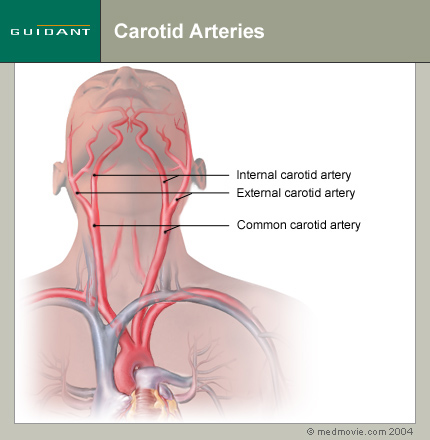 GUIDANT
Carotid Arteries
Internal carotid artery
External carotid artery
Common carotid artery
© medmovie.com 2004